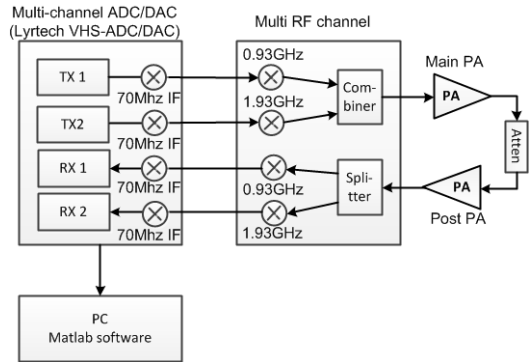 Multi-channel ADC/DAC
(Lyrtech VHS-ADC/DAC)
Multi RF channel
TX 1
70Mhz IF
0.93GHz
TX2
70Mhz IF
1.93GHz
Com-
biner
Main PA
PA
Atten
RX 1
70Mhz IF
0.93GHz
RX 2
70Mhz IF
1.93GHz
Spli-
tter
PA
Post PA
PC
Matlab software